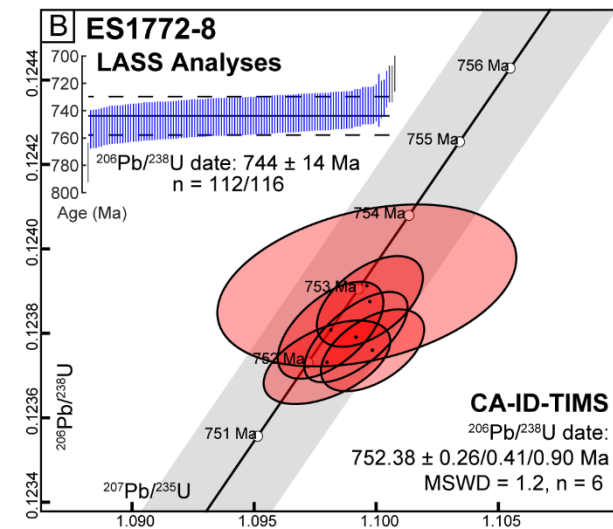 B ES1772-8
LASS Analyses
700
720
740
760
780
800
Age (Ma)
206Pb/238U date: 744 ± 14 Ma
n = 112/116
756 Ma
755 Ma
754 Ma
753 Ma
752 Ma
751 Ma
0.1244
0.1242
0.1240
0.1238
0.1236
0.1234
206Pb/238U
207Pb/235U
CA-ID-TIMS
206Pb/238U date:
752.38 ± 0.26/0.41/0.90 Ma
MSWD = 1.2, n = 6
1.090
1.095
1.100
1.105